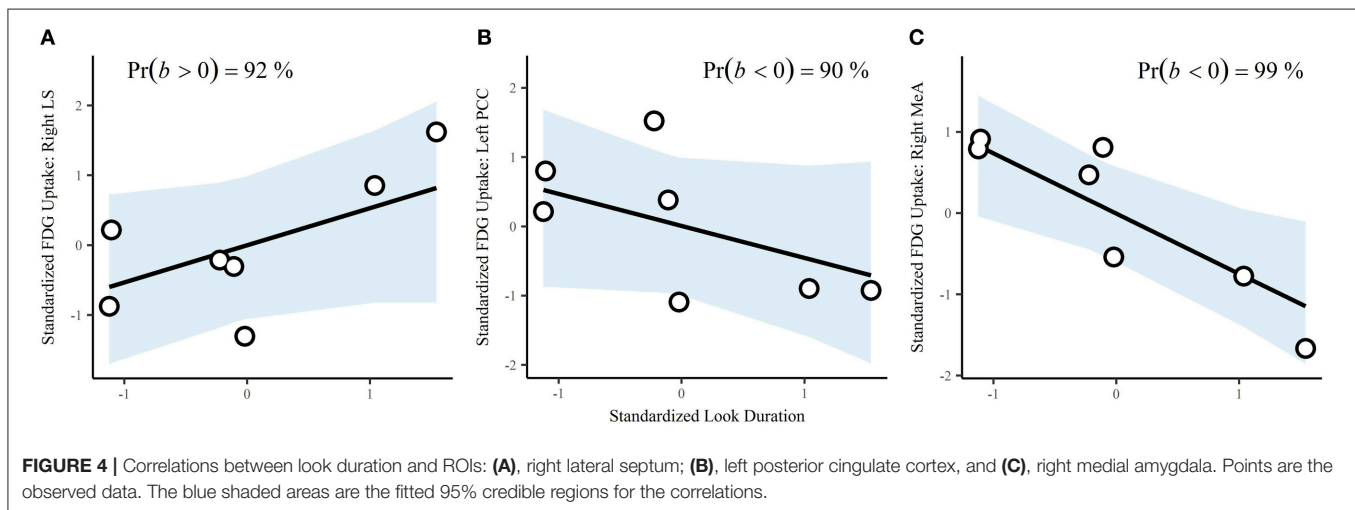 A
Pr(b > 0) = 92 %
Standardized FDG Uptake: Right LS
2
1
0
-1
-1
0
1
B
Pr(b < 0) = 90 %
Standardized FDG Uptake: Left PCC
2
1
0
-1
-2
-1
0
1
Standardized Look Duration
C
Pr(b < 0) = 99 %
Standardized FDG Uptake: Right MeA
1
0
-1
-2
-1
0
1
FIGURE 4 | Correlations between look duration and ROIs: (A), right lateral septum; (B), left posterior cingulate cortex, and (C), right medial amygdala. Points are the
observed data. The blue shaded areas are the fitted 95% credible regions for the correlations.